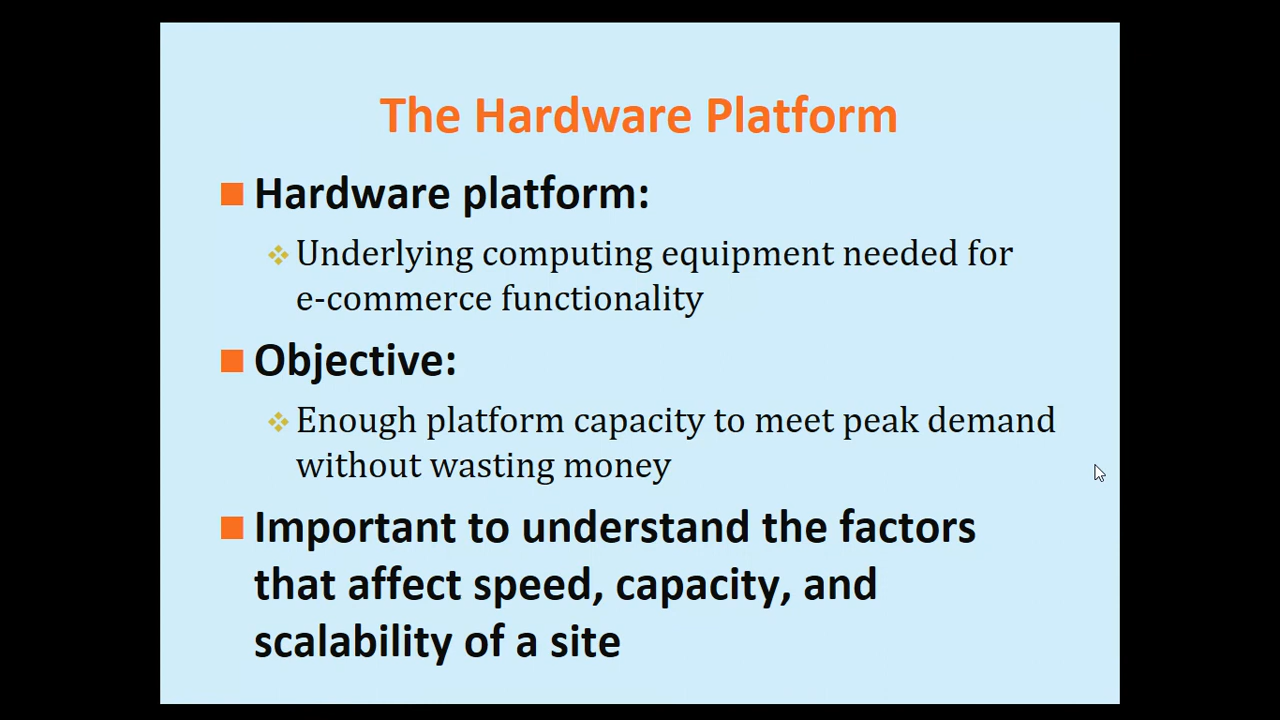 The Hardware Platform
Hardware platform:
Underlying computing equipment needed for
e-commerce functionality
Objective:
Enough platform capacity to meet peak demand
without wasting money
Important to understand the factors
that affect speed, capacity, and
scalability of a site